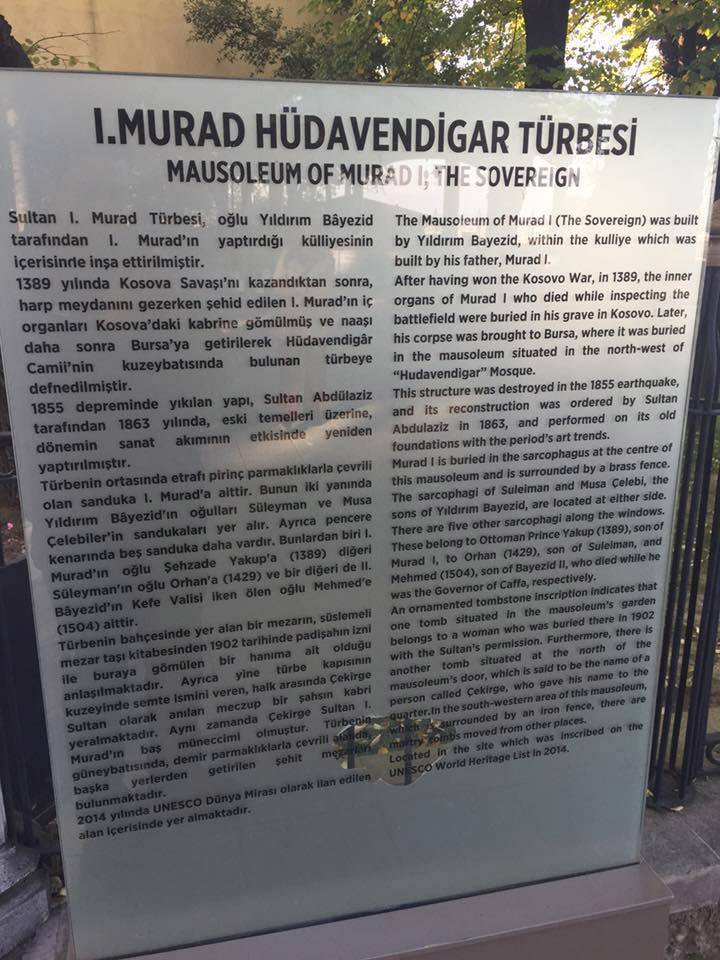 I.MURAD HÜDAVENDİGAR TÜRBESİ
MAUSOLEUM OF MURAD I, THE SOVEREIGN
Sultan I. Murad Türbesi, oğlu Yıldırım Bâyezid
tarafından I. Murad'ın yaptırdığı külliyesinin
içerisinde inşa ettirilmiştir.
1389 yılında Kosova Savaşı'nı kazandıktan sonra,
harp meydanını gezerken şehid edilen I. Murad'ın iç
organları Kosova'daki kabrine gömülmüş ve naaşı
daha sonra Bursa'ya getirilerek Hüdavendigâr
Camii'nin kuzeybatısında bulunan türbeye
defnedilmiştir.
1855 depreminde yıkılan yapı, Sultan Abdülaziz
tarafından 1863 yılında, eski temelleri üzerine,
dönemin sanat akımının etkisinde yeniden
yaptırılmıştır.
Türbenin ortasında etrafı pirinç parmaklıklarla çevrili
olan sanduka I. Murad'a aittir. Bunun iki yanında
Yıldırım Bâyezid'ın oğulları Süleyman ve Musa
Çelebiler'in sandukaları yer alır. Ayrıca pencere
kenarında beş sanduka daha vardır. Bunlardan biri I.
Murad'ın oğlu Şehzade Yakup'a (1389) diğeri
Süleyman'ın oğlu Orhan'a (1429) ve bir diğeri de II.
Bâyezid'ın Kefe Valisi iken ölen oğlu Mehmed'e
(1504) aittir.
Türbenin bahçesinde yer alan bir mezarın, süslemeli
mezar taşı kitabesinden 1902 tarihinde padişahın izni
ile buraya gömülen bir hanıma alt olduğu
anlaşılmaktadır. Ayrıca yine türbe kapısının
kuzeyinde semte ismini veren, halk arasında Çekirge
Sultan olarak anılan meczup bir şahsın kabri
yeralmaktadır. Aynı zamanda Çekirge Sultan I.
Murad'ın baş müneccimi olmuştur. Türbenin
güneybatısında, demir parmaklıklarla çevrili alanda,
başka yerlerden getirilen şehit mezarları
bulunmaktadır.
2014 yılında UNESCO Dünya Mirası olarak ilan edilen
alan içerisinde yer almaktadır.
The Mausoleum of Murad I (The Sovereign) was built
by Yıldırım Bayezid, within the kulliye which was
built by his father, Murad I.
After having won the Kosovo War, in 1389, the inner
organs of Murad I who died while inspecting the
battlefield were buried in his grave in Kosovo. Later,
his corpse was brought to Bursa, where it was buried
in the mausoleum situated in the north-west of
"Hudavendigar" Mosque.
This structure was destroyed in the 1855 earthquake,
and its reconstruction was ordered by Sultan
Abdulaziz in 1863, and performed on its old
foundations with the period's art trends.
Murad I is buried in the sarcophagus at the centre of
this mausoleum and is surrounded by a brass fence.
The sarcophagi of Suleiman and Musa Çelebi, the
sons of Yıldırım Bayezid, are located at either side.
There are five other sarcophagi along the windows.
These belong to Ottoman Prince Yakup (1389), son of
Murad I, to Orhan (1429), son of Suleiman, and
Mehmed (1504), son of Bayezid II, who died while he
was the Governor of Caffa, respectively.
An ornamented tombstone inscription indicates that
one tomb situated in the mausoleum's garden
belongs to a woman who was buried there in 1902
with the Sultan's permission. Furthermore, there is
another tomb situated at the north of the
mausoleum's door, which is said to be the name of a
person called Çekirge, who gave his name to the
quarter.In the south-western area of this mausoleum,
which is surrounded by an iron fence, there are
martry tombs moved from other places.
Located in the site which was inscribed on the
UNESCO World Heritage List in 2014.